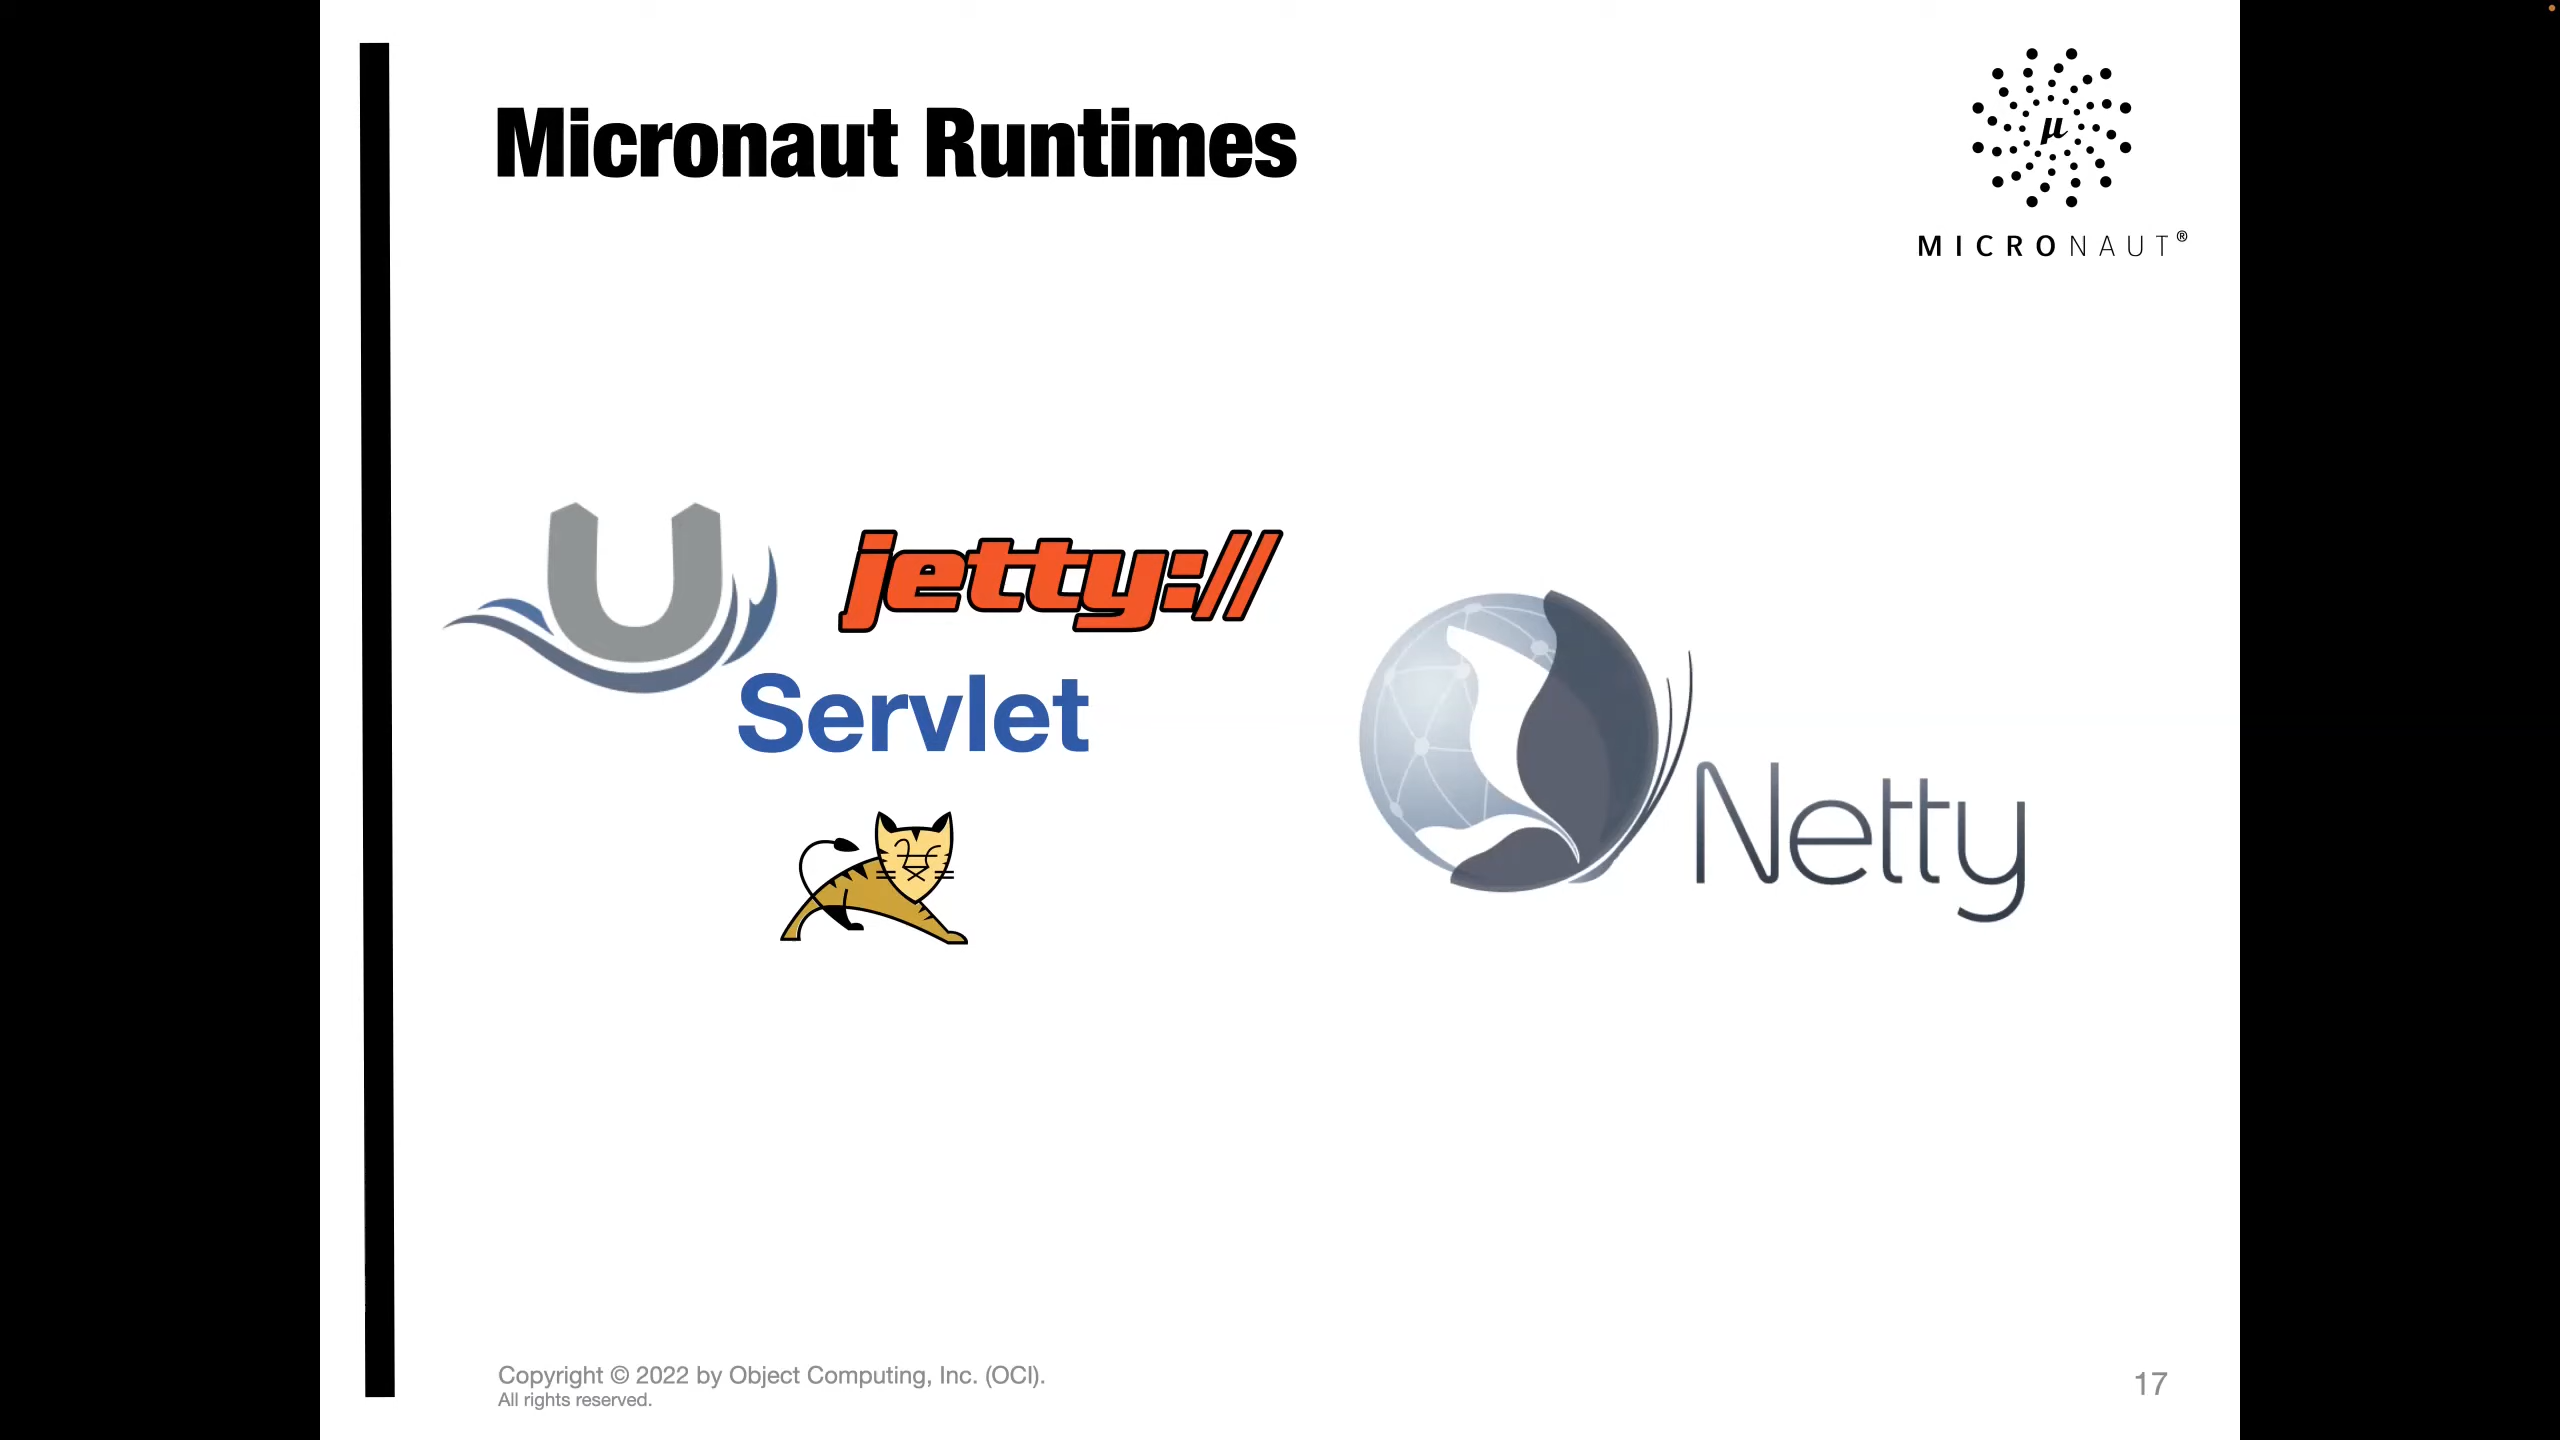 Micronaut Runtimes
μ
MICRONAUT®
U
jetty://
Servlet
Netty
Copyright © 2022 by Object Computing, Inc. (OCI).
All rights reserved.
17